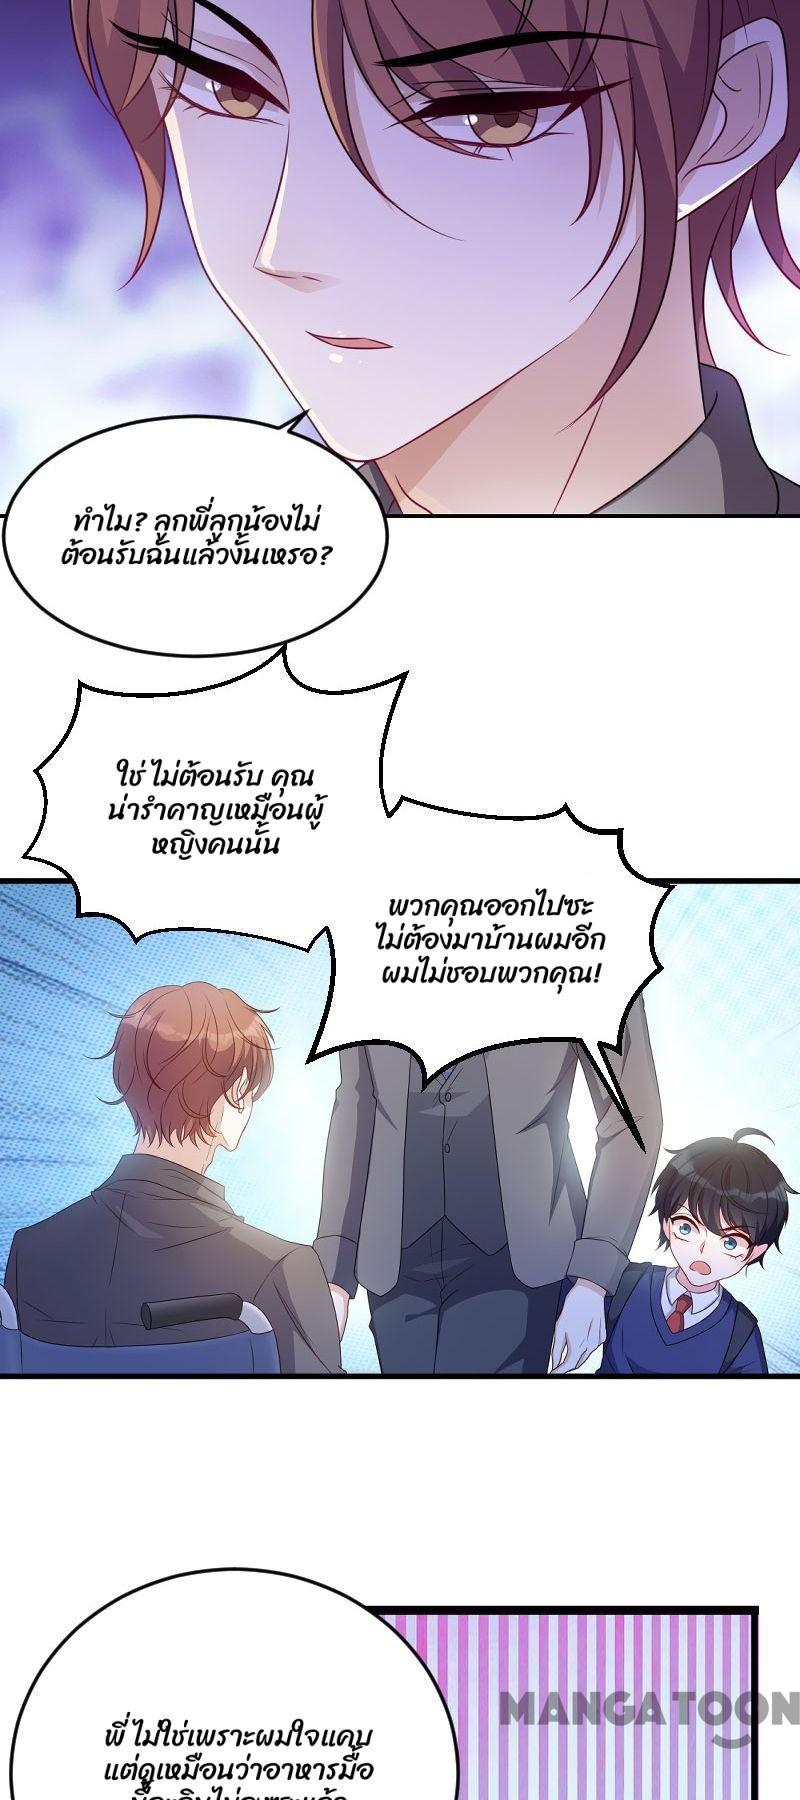 ทำไม? ลูกพี่ลูกน้องไม่
ต้อนรับฉันแล้วงั้นเหรอ?
ใช่ ไม่ต้อนรับ คุณ
น่ารำคาญเหมือนผู้
หญิงคนนั้น
พวกคุณออกไปซะ
ไม่ต้องมาบ้านผมอีก
ผมไม่ชอบพวกคุณ!
MANGATOON
พี่ ไม่ใช่เพราะผมใจแคบ
แต่ดูเหมือนว่าอาหารมื้อ